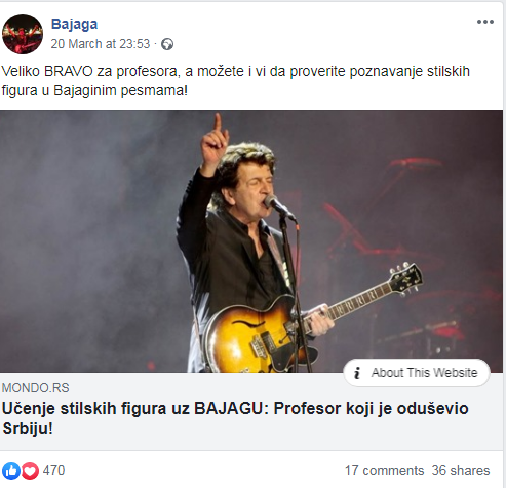 Bajaga
20 March at 23:53 ·
Veliko BRAVO za profesora, a možete i vi da proverite poznavanje stilskih
figura u Bajaginim pesmama!
i About This Website
MONDO.RS
Učenje stilskih figura uz BAJAGU: Profesor koji je oduševio
Srbiju!
470
17 comments 36 shares